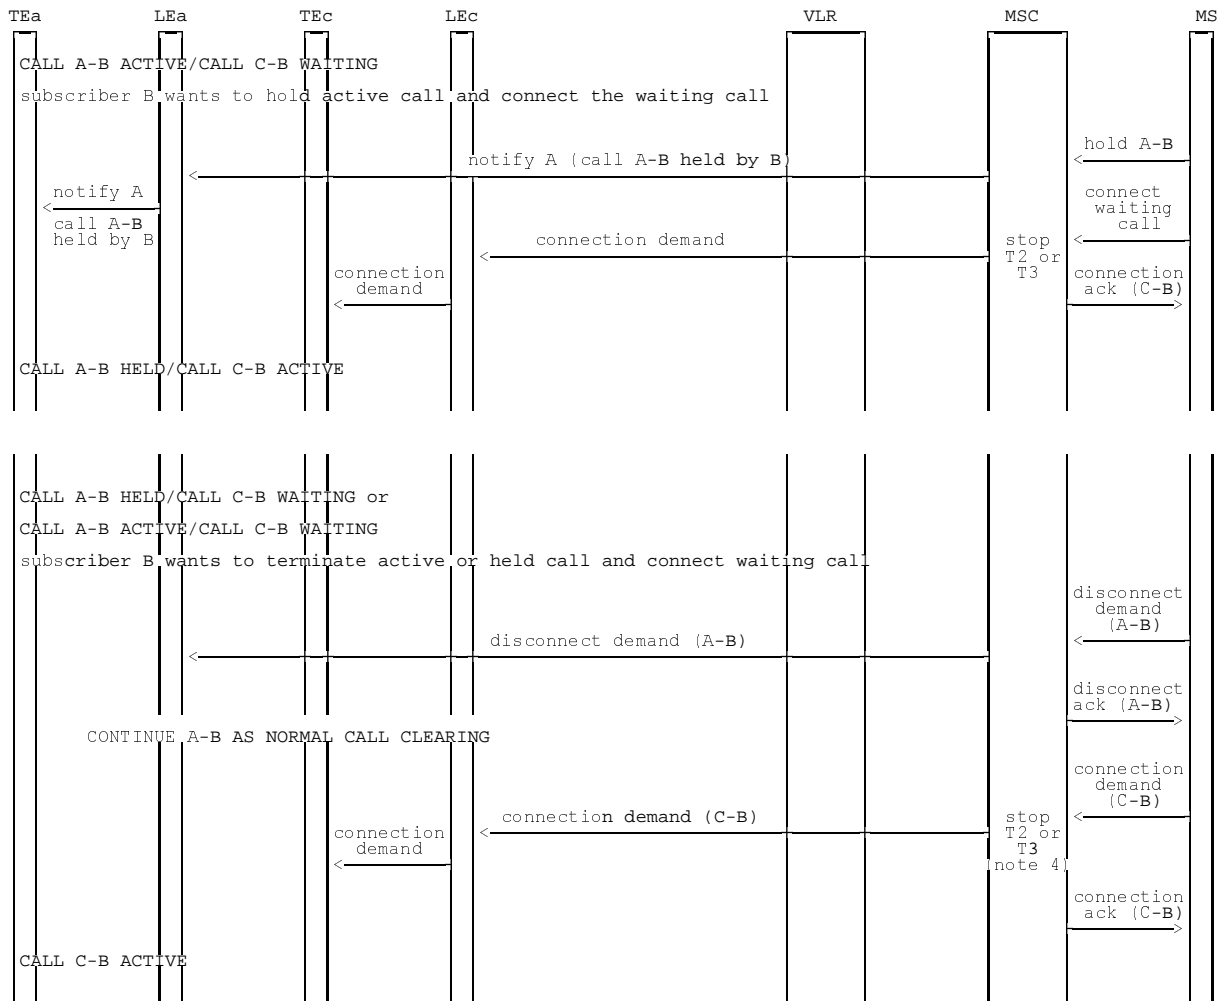 TEa LEa TEc LEc VLR MSC MS
CALL A-B ACTIVE/CALL C-B WAITING
subscriber B wants to hold active call and connect the waiting call
hold A-B
notify A (call A-B held by B)
notify A
call A-B
held by B
connect
waiting
call
connection demand
stop
T2 or
T3
connection
demand
connection
ack (C-B)
CALL A-B HELD/CALL C-B ACTIVE
CALL A-B HELD/CALL C-B WAITING or
CALL A-B ACTIVE/CALL C-B WAITING
subscriber B wants to terminate active or held call and connect waiting call
disconnect
demand
(A-B)
disconnect demand (A-B)
disconnect
ack (A-B)
CONTINUE A-B AS NORMAL CALL CLEARING
connection
demand
(C-B)
connection demand (C-B)
stop
T2 or
T3
(note 4)
connection
demand
connection
ack (C-B)
CALL C-B ACTIVE